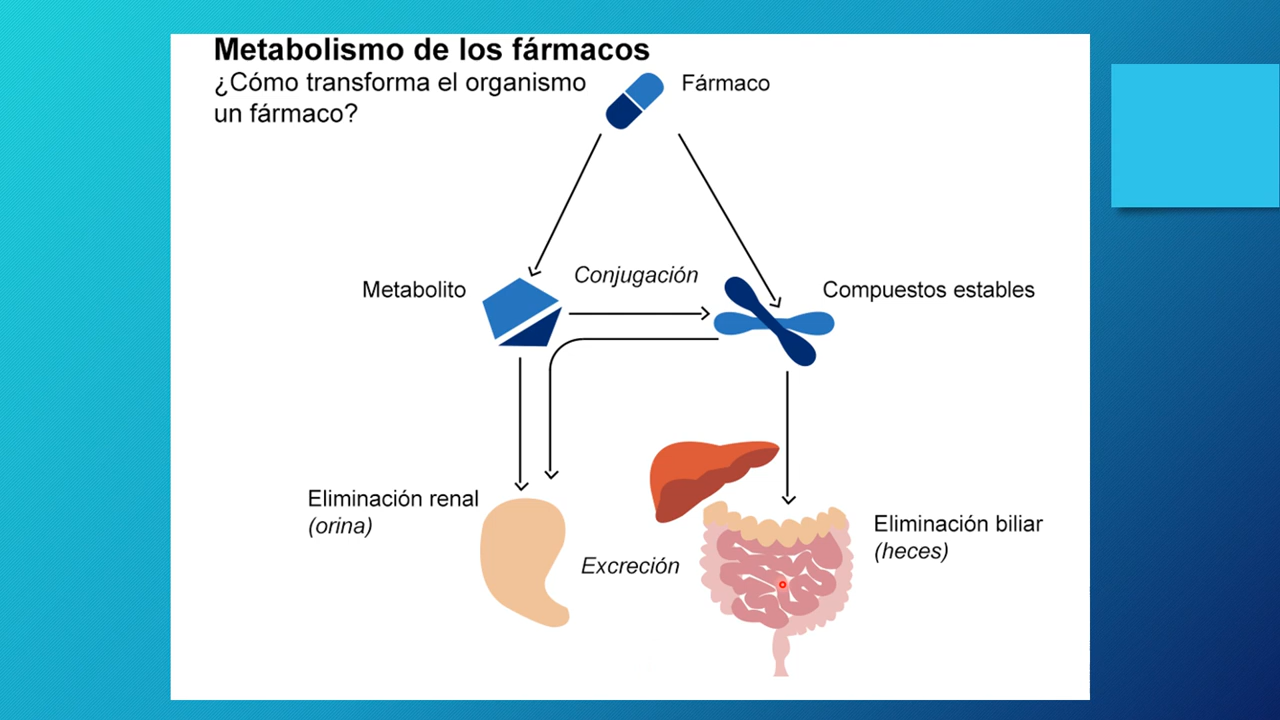 Metabolismo de los fármacos
¿Cómo transforma el organismo
un fármaco?
Fármaco
Metabolito
Conjugación
Compuestos estables
Eliminación renal
(orina)
Excreción
Eliminación biliar
(heces)